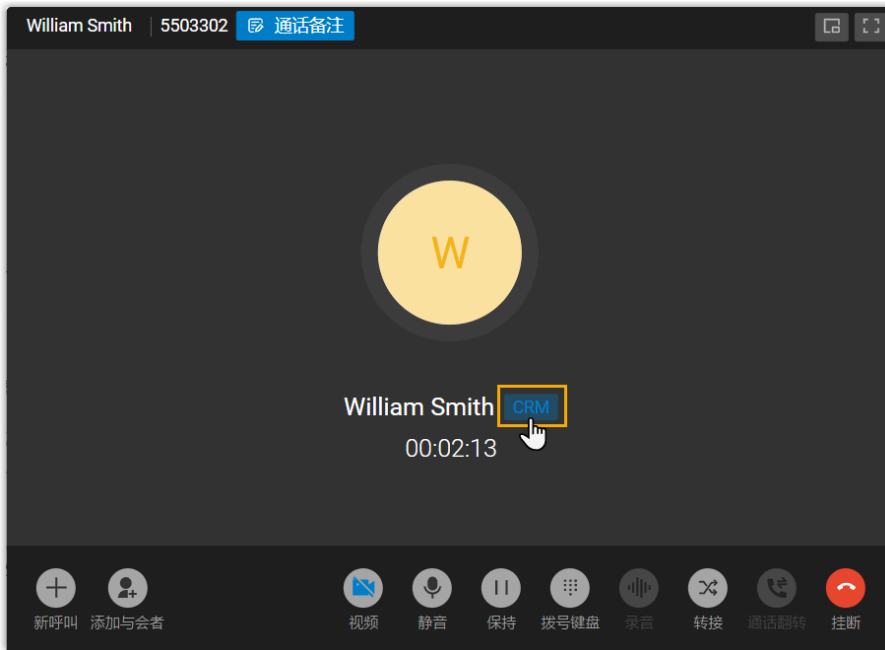 William Smith 5503302 通话备注
W
William Smith CRM
00:02:13
新呼叫 添加与会者 视频 静音 保持 拨号键盘 录音 转接 通话翻转 挂断